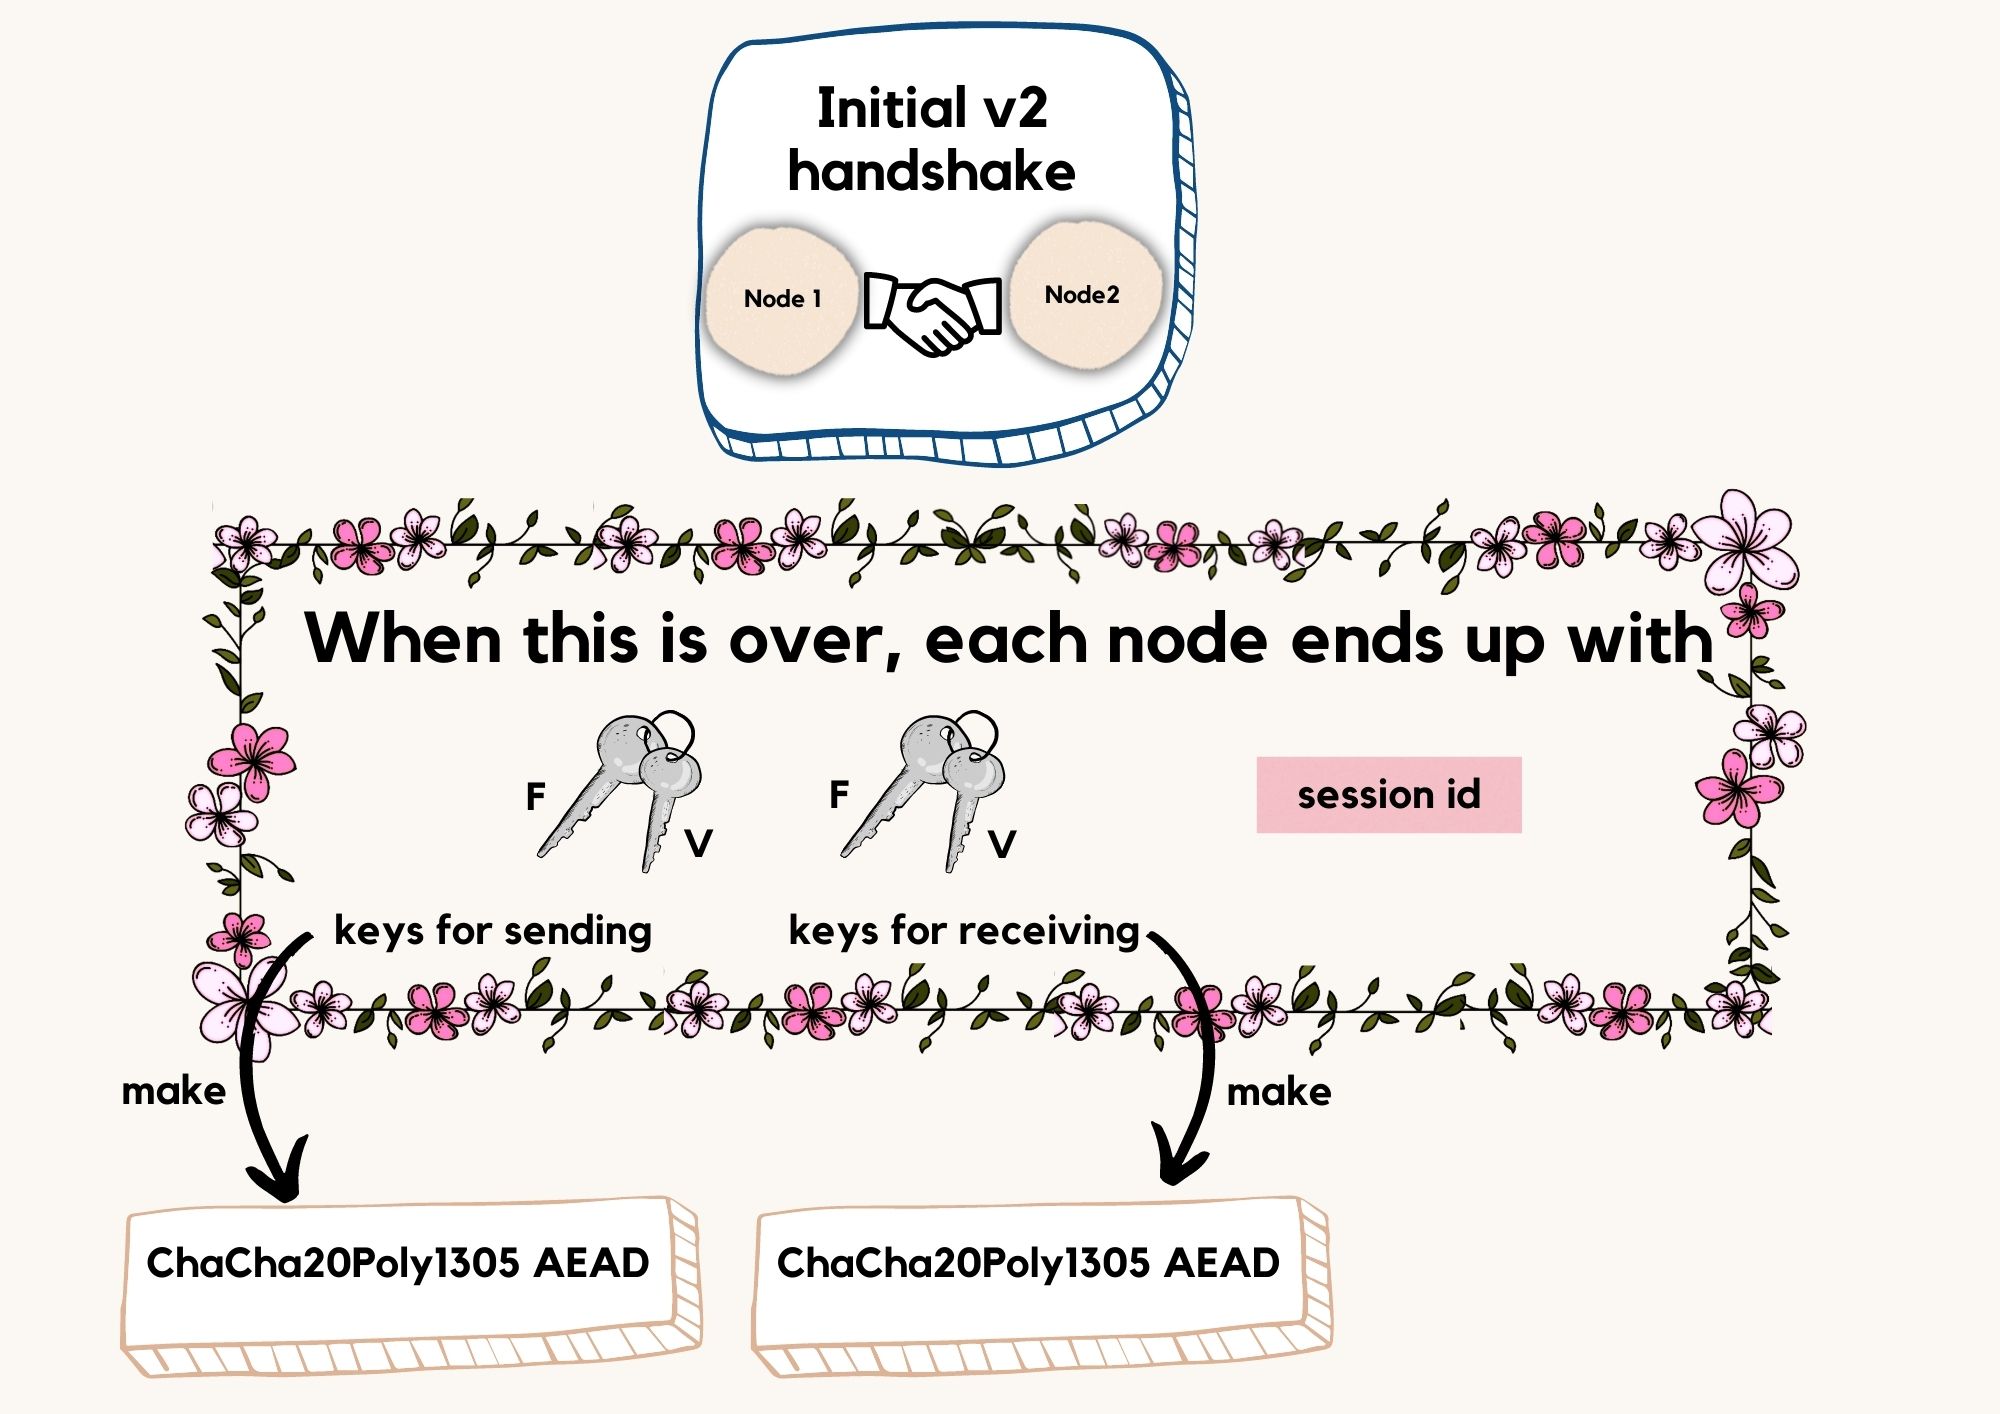 Initial v2
handshake
Node 1
Node2
When this is over, each node ends up with
F
V
F
V
session id
keys for sending
keys for receiving
make
make
ChaCha20Poly1305 AEAD
ChaCha20Poly1305 AEAD